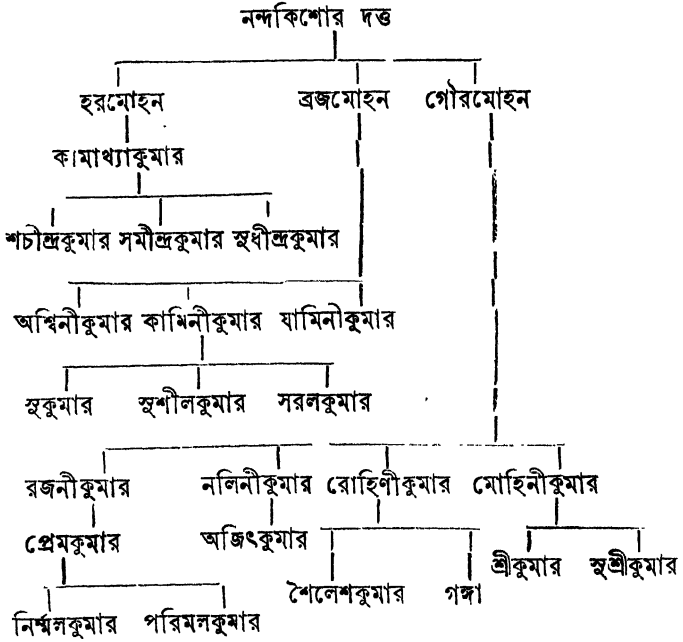 নন্দকিশোর দত্ত
হরমোহন ব্রজমোহন গৌরমোহন
কামাখ্যাকুমার
শচীন্দ্রকুমার সমীন্দ্রকুমার সুধীন্দ্রকুমার
অশ্বিনীকুমার কামিনীকুমার যামিনীকুমার
সুকুমার সুশীলকুমার সরলকুমার
রজনীকুমার নলিনীকুমার রোহিণীকুমার মোহিনীকুমার
প্রেমকুমার অজিৎকুমার
শ্রীকুমার সুশ্রীকুমার
শৈলেশকুমার গঙ্গা
নির্ম্মলকুমার পরিমলকুমার